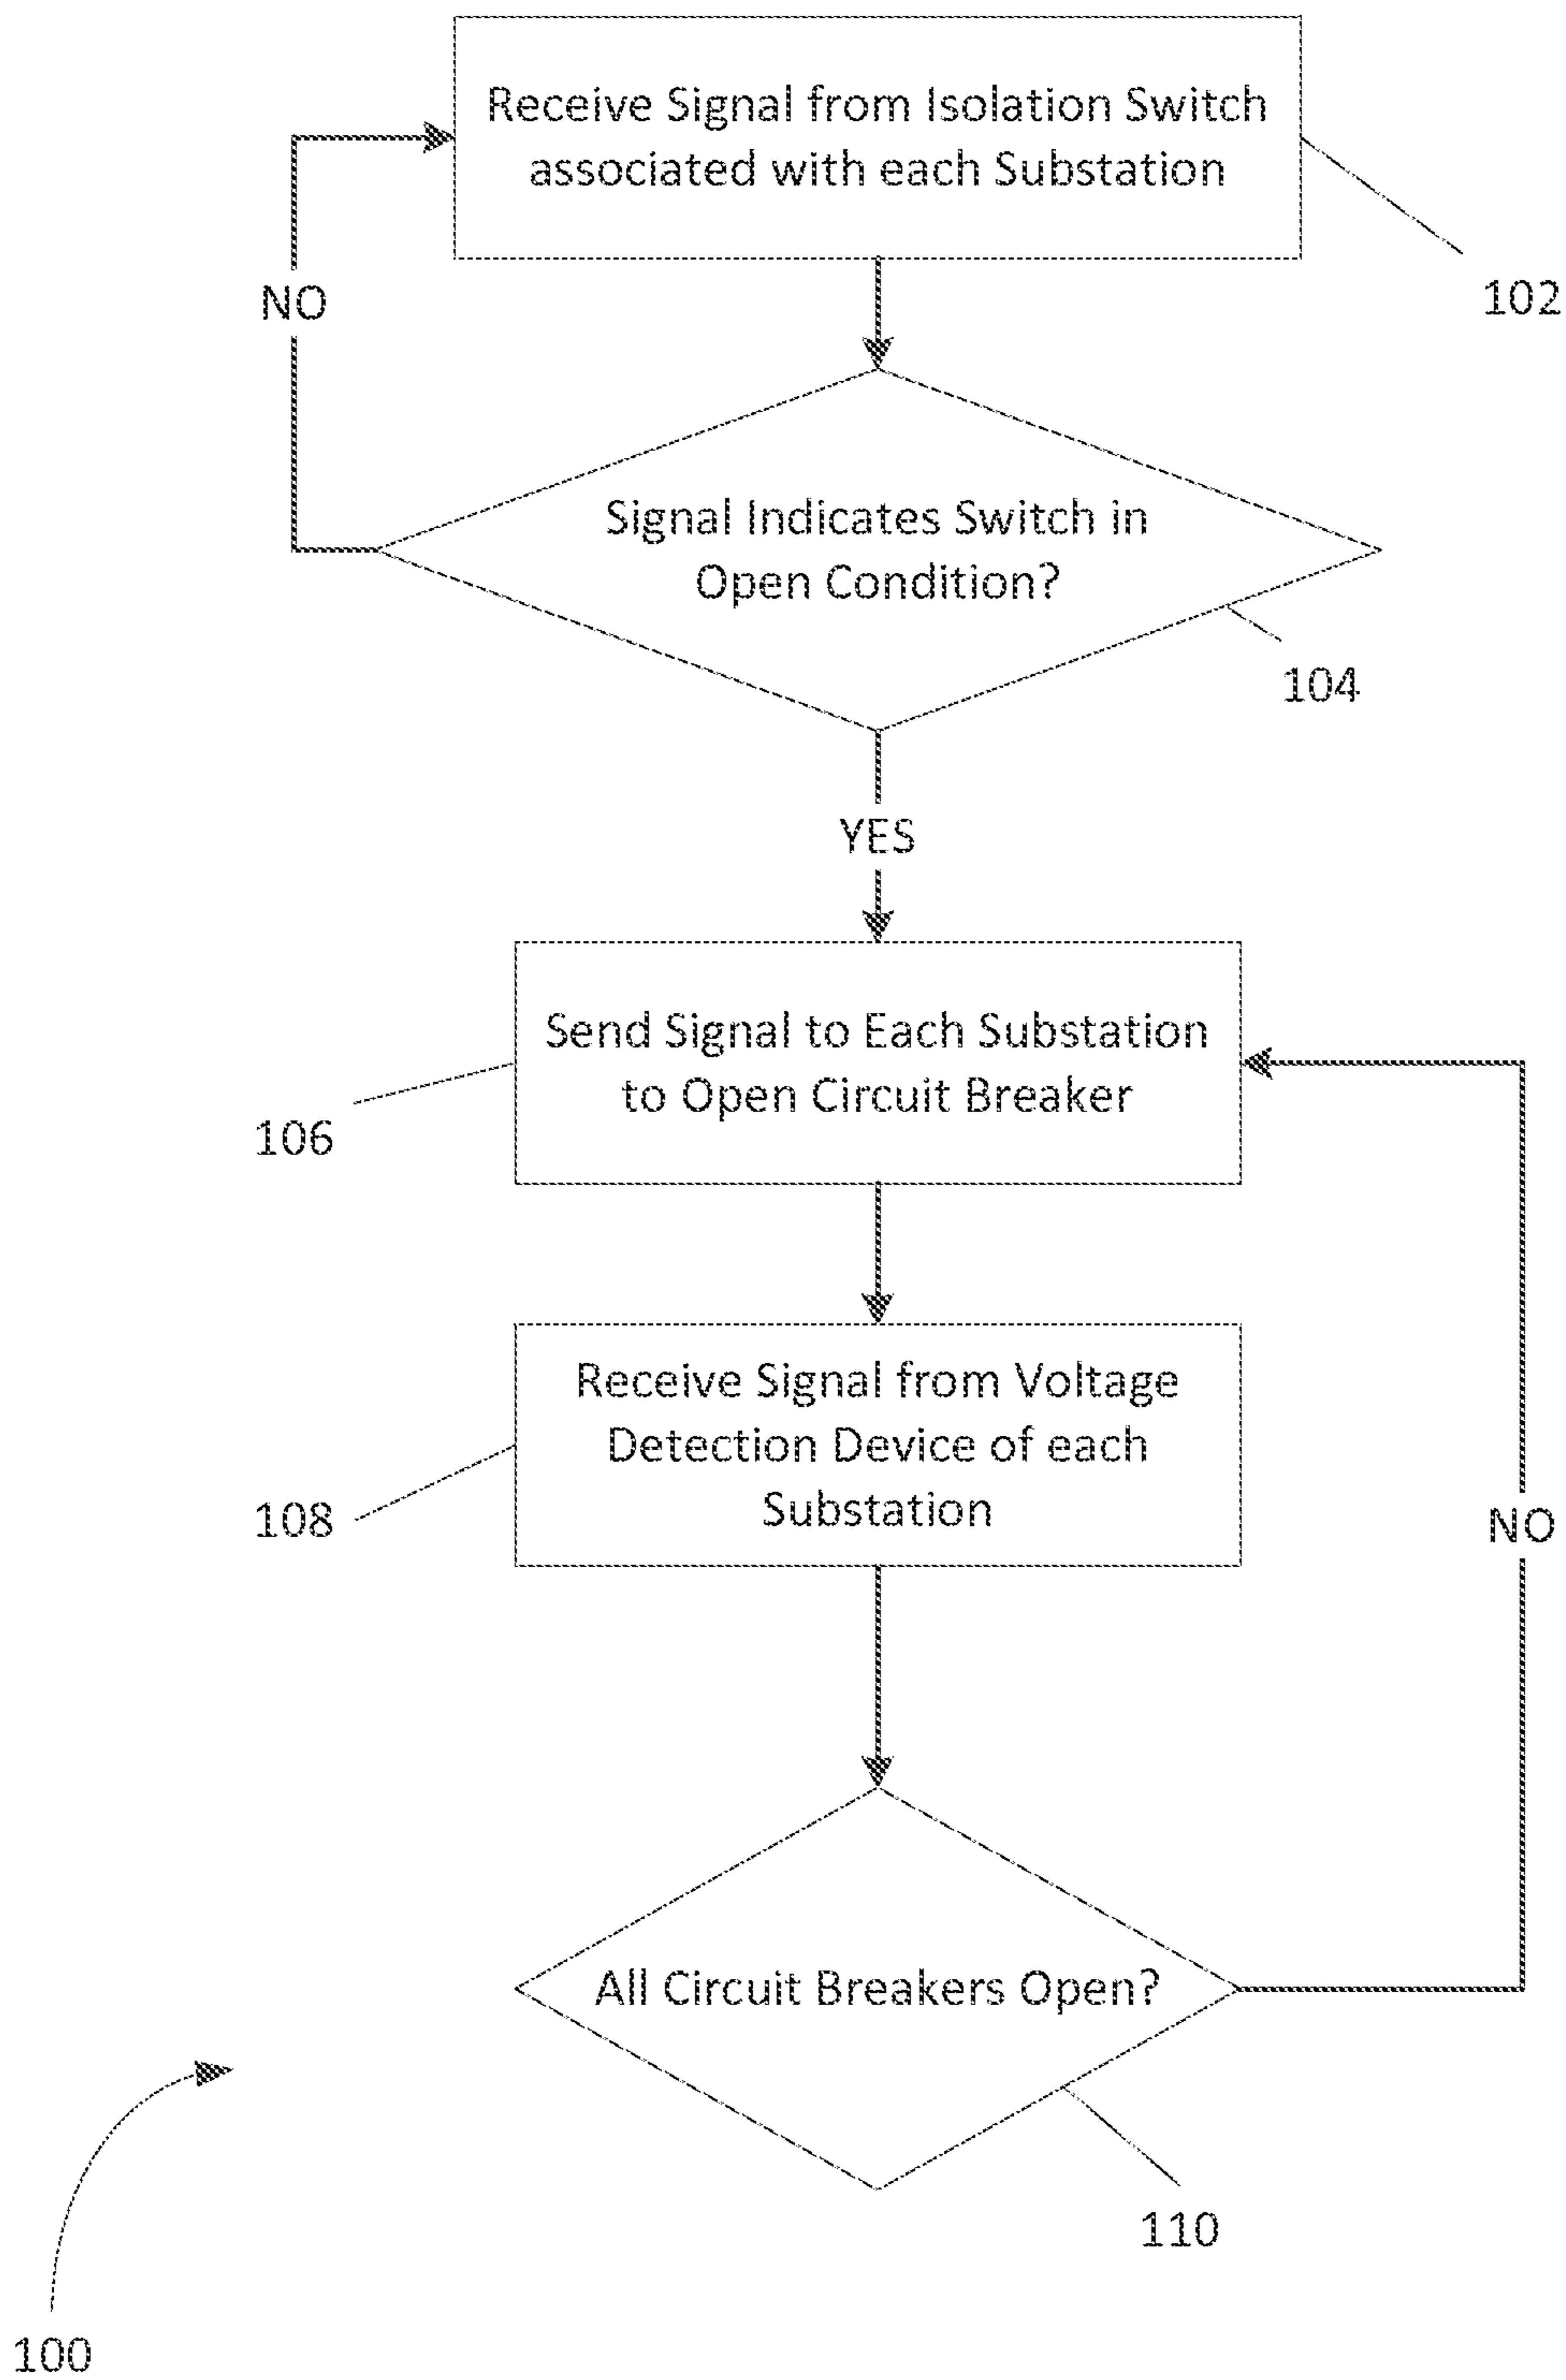 Receive Signal from Isolation Switch
associated with each Substation
102
NO
Signal Indicates Switch in
Open Condition?
104
YES
Send Signal to Each Substation
to Open Circuit Breaker
106
Receive Signal from Voltage
Detection Device of each
Substation
108
NO
All Circuit Breakers Open?
110
100